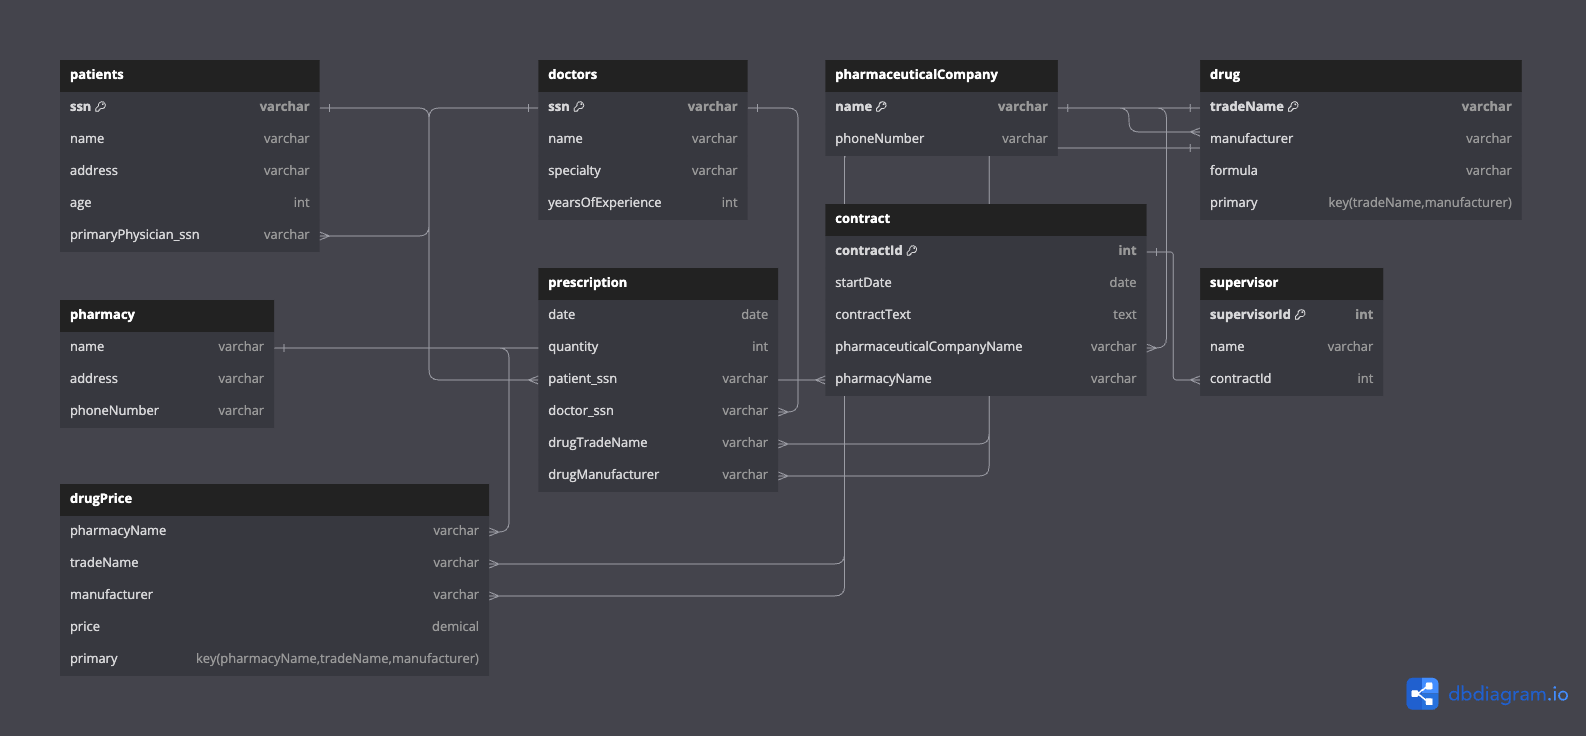 patients
ssn varchar
name varchar
address varchar
age int
primaryPhysician_ssn varchar
pharmacy
name varchar
address varchar
phoneNumber varchar
drugPrice
pharmacyName varchar
tradeName varchar
manufacturer varchar
price demical
primary key(pharmacyName,tradeName,manufacturer)
doctors
ssn varchar
name varchar
specialty varchar
yearsOfExperience int
prescription
date date
quantity int
patient_ssn varchar
doctor_ssn varchar
drugTradeName varchar
drugManufacturer varchar
pharmaceuticalCompany
name varchar
phoneNumber varchar
contract
contractId int
startDate date
contractText text
pharmaceuticalCompanyName varchar
pharmacyName varchar
drug
tradeName varchar
manufacturer varchar
formula varchar
primary key(tradeName,manufacturer)
supervisor
supervisorId int
name varchar
contractId int
dbdiagram.io